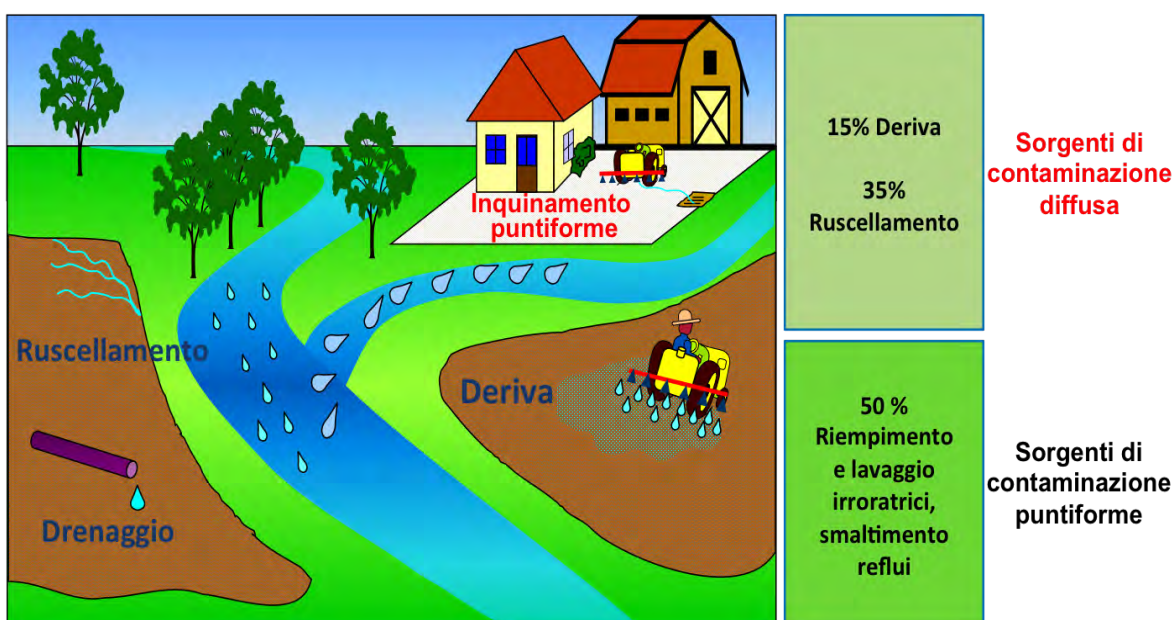 Inquinamento
puntiforme
Ruscellamento
Deriva
Drenaggio
15% Deriva
35%
Ruscellamento
Sorgenti di
contaminazione
diffusa
50 %
Riempimento
e lavaggio
irroratrici,
smaltimento
reflui
Sorgenti di
contaminazione
puntiforme